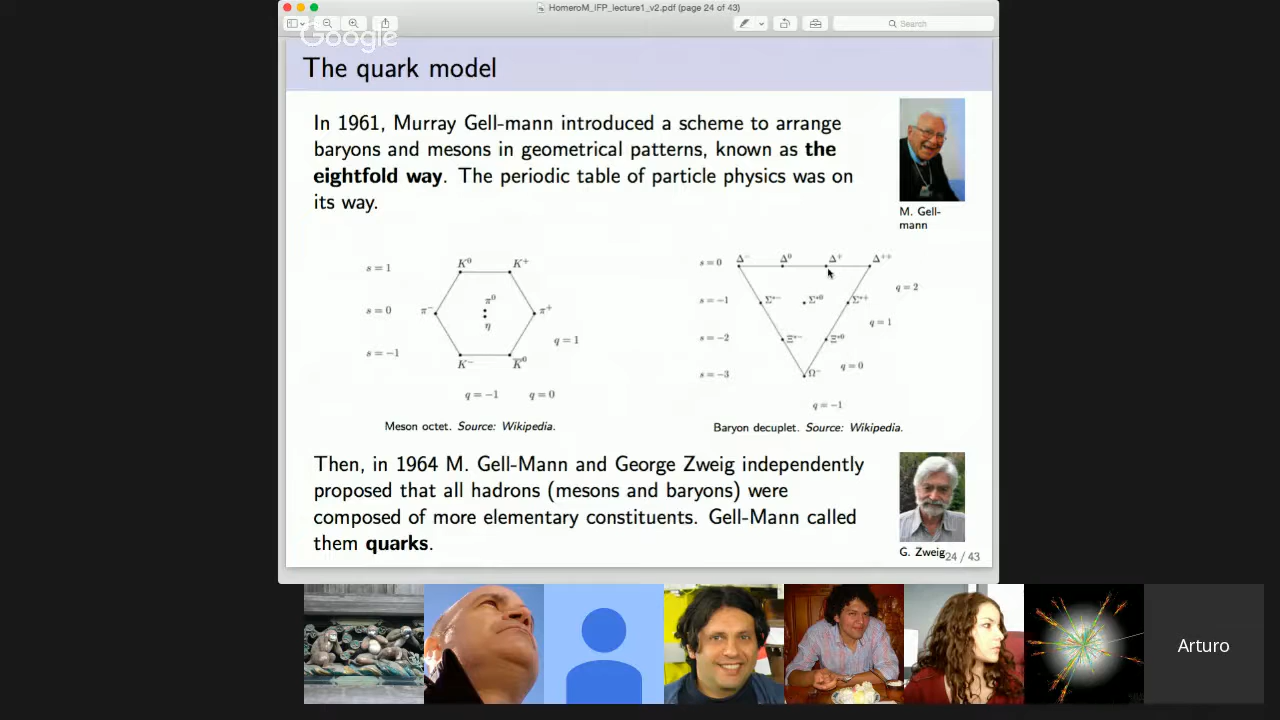 HomeroM_IFP_lecture1_v2.pdf (page 24 of 43)
Search
Google
The quark model
In 1961, Murray Gell-mann introduced a scheme to arrange
baryons and mesons in geometrical patterns, known as the
eightfold way. The periodic table of particle physics was on
its way.
M. Gell-
mann
s = 1
K⁰ K⁺
s = 0
π⁻ π⁰ π⁺
η
q = 1
s = −1
K⁻ K̅⁰
q = −1 q = 0
Meson octet. Source: Wikipedia.
s = 0
Δ⁻ Δ⁰ Δ⁺ Δ⁺⁺
q = 2
s = −1
Σ*⁻ Σ*⁰ Σ*⁺
q = 1
s = −2
Ξ*⁻ Ξ*⁰
q = 0
s = −3
Ω⁻
q = −1
Baryon decuplet. Source: Wikipedia.
Then, in 1964 M. Gell-Mann and George Zweig independently
proposed that all hadrons (mesons and baryons) were
composed of more elementary constituents. Gell-Mann called
them quarks.
G. Zweig
24 / 43
Arturo